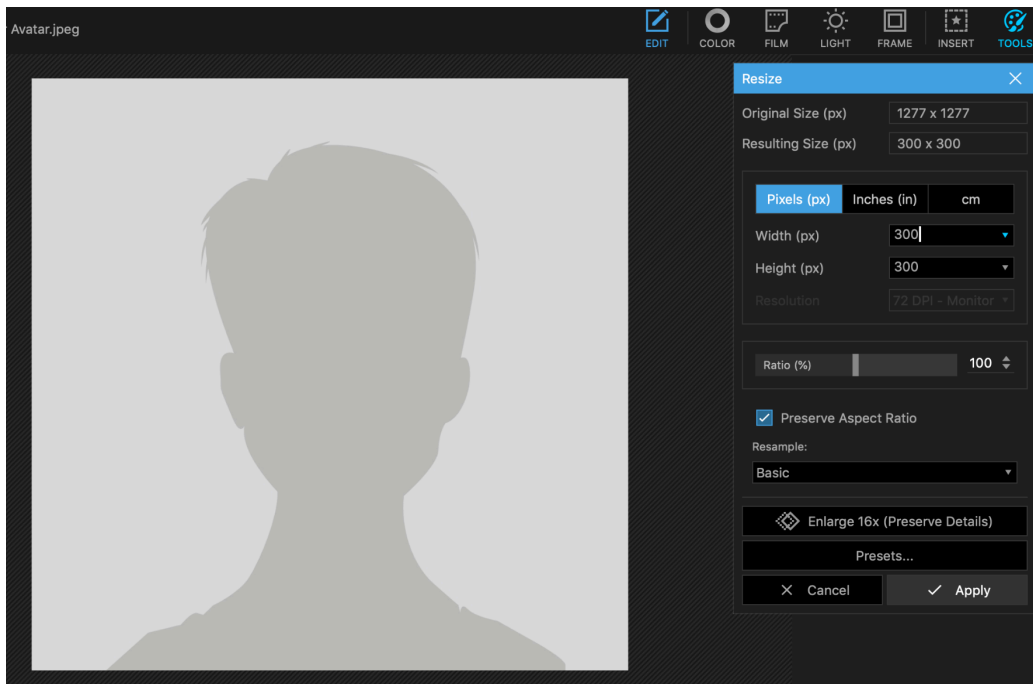 Avatar.jpeg
EDIT COLOR FILM LIGHT FRAME INSERT TOOLS
Resize
Original Size (px) 1277 x 1277
Resulting Size (px) 300 x 300
Pixels (px) Inches (in) cm
Width (px) 300
Height (px) 300
Resolution 72 DPI - Monitor
Ratio (%) 100
Preserve Aspect Ratio
Resample:
Basic
Enlarge 16x (Preserve Details)
Presets...
Cancel Apply